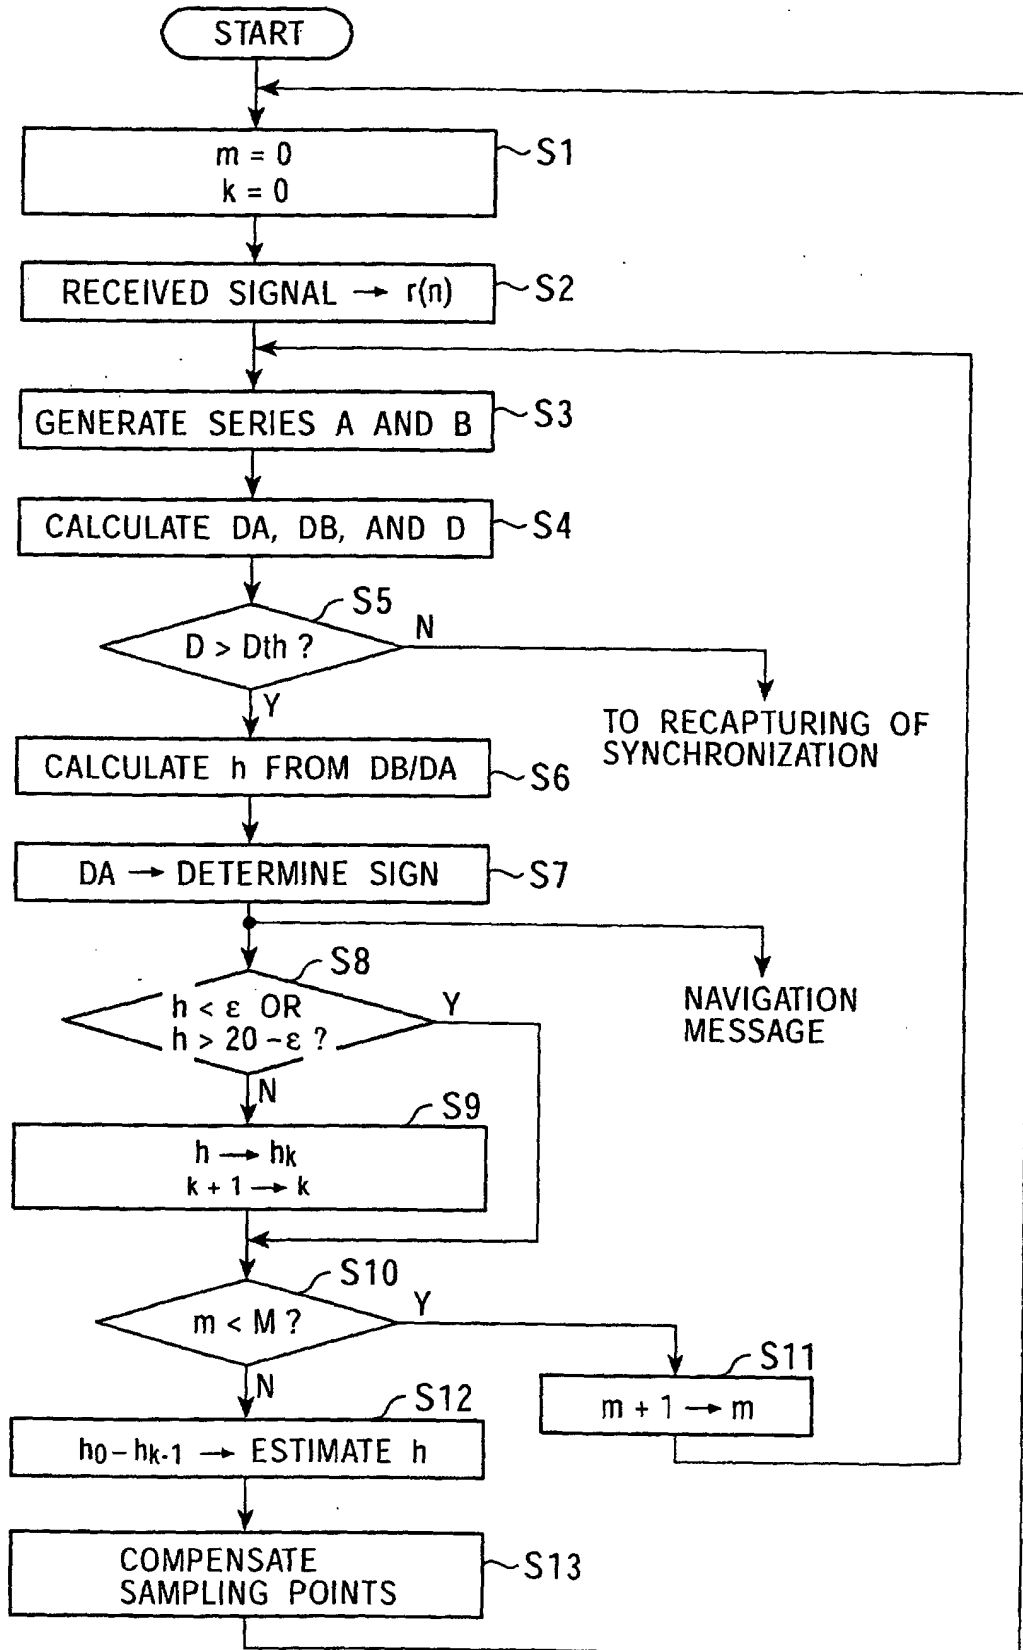 START
m = 0
k = 0
S1
RECEIVED SIGNAL → r(n)
S2
GENERATE SERIES A AND B
S3
CALCULATE DA, DB, AND D
S4
S5
D > Dth ?
N
Y
TO RECAPTURING OF
SYNCHRONIZATION
CALCULATE h FROM DB/DA
S6
DA → DETERMINE SIGN
S7
S8
h < ε OR
h > 20 - ε ?
Y
N
NAVIGATION
MESSAGE
S9
h → hk
k + 1 → k
S10
m < M ?
Y
N
S11
m + 1 → m
S12
h0 - hk-1 → ESTIMATE h
COMPENSATE
SAMPLING POINTS
S13